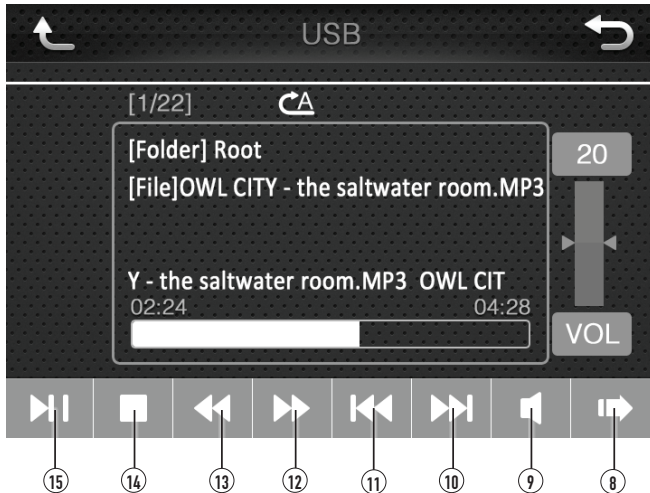 USB
[1/22] A
[Folder] Root
[File]OWL CITY - the saltwater room.MP3
20
Y - the saltwater room.MP3 OWL CIT
02:24 04:28
VOL
15 14 13 12 11 10 9 8